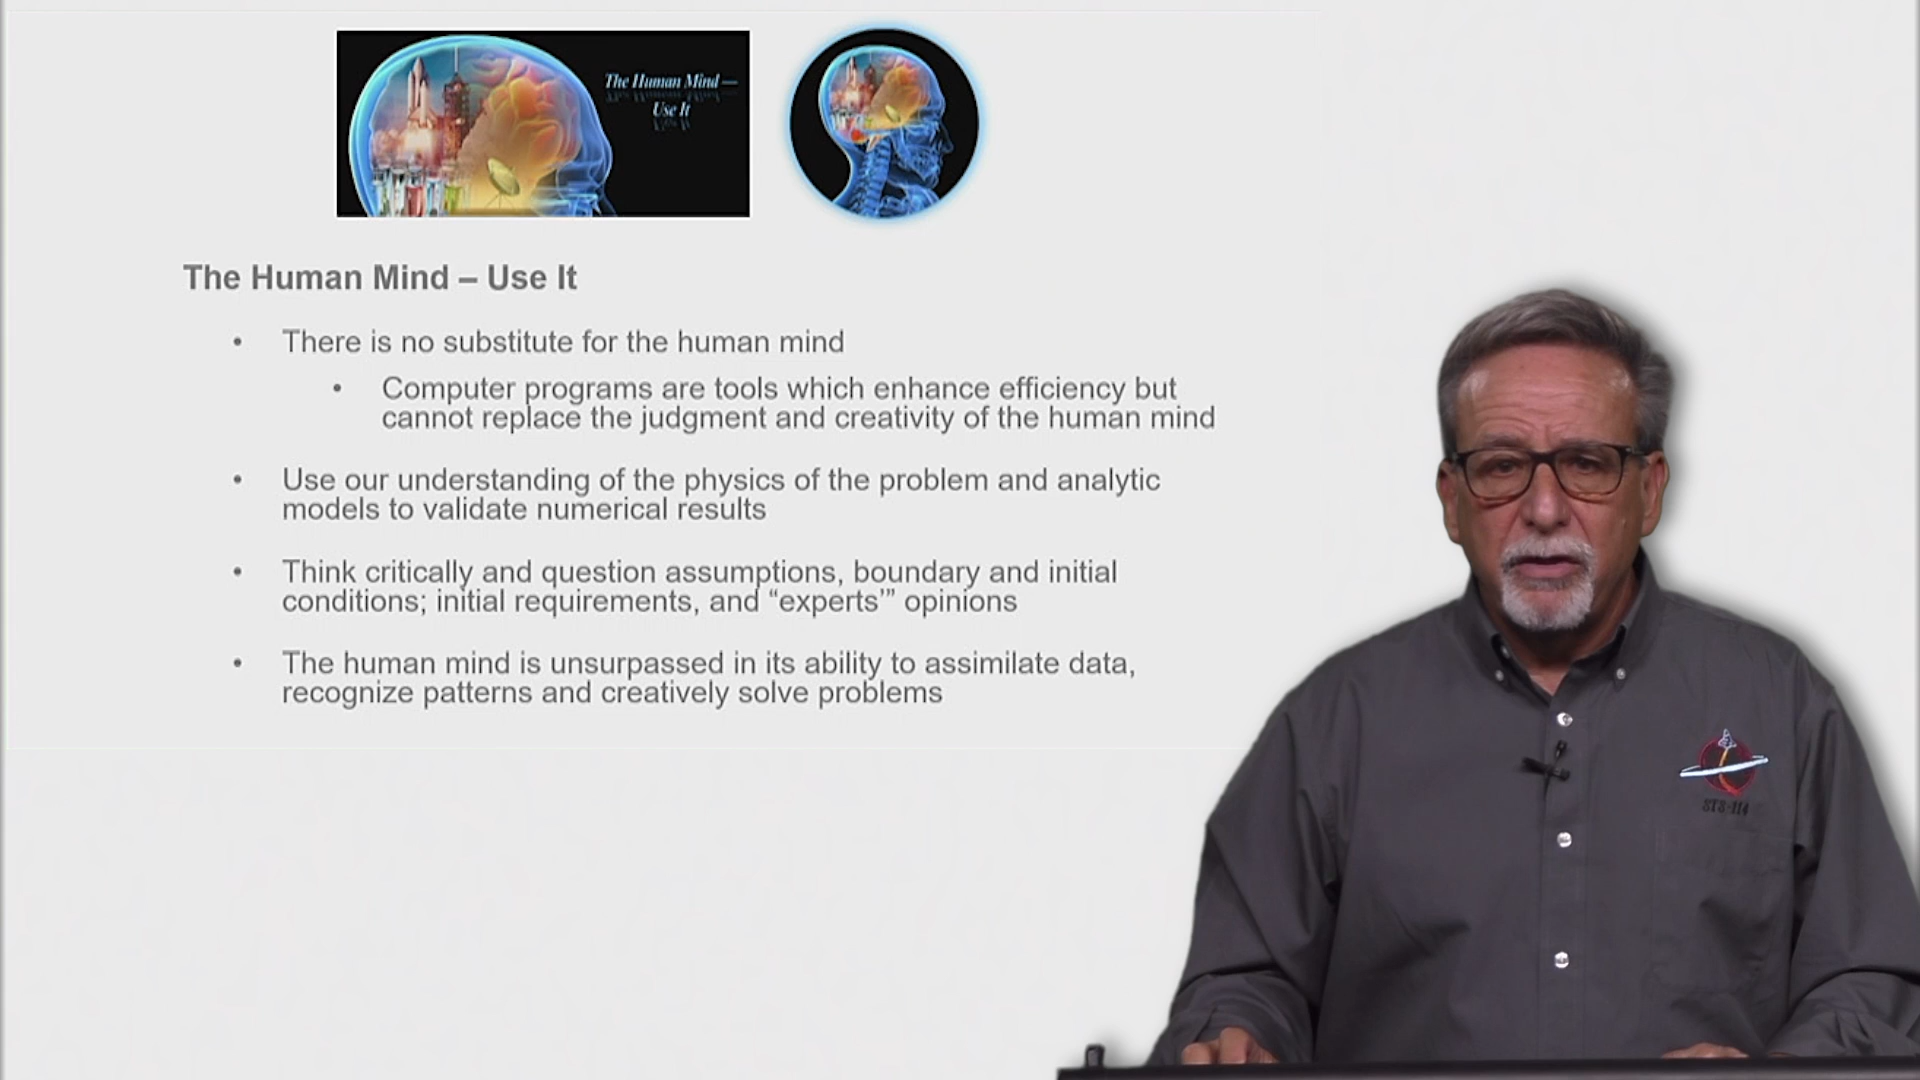 The Human Mind —
Use It
The Human Mind – Use It
• There is no substitute for the human mind
• Computer programs are tools which enhance efficiency but
cannot replace the judgment and creativity of the human mind
• Use our understanding of the physics of the problem and analytic
models to validate numerical results
• Think critically and question assumptions, boundary and initial
conditions; initial requirements, and “experts’” opinions
• The human mind is unsurpassed in its ability to assimilate data,
recognize patterns and creatively solve problems
STS-114